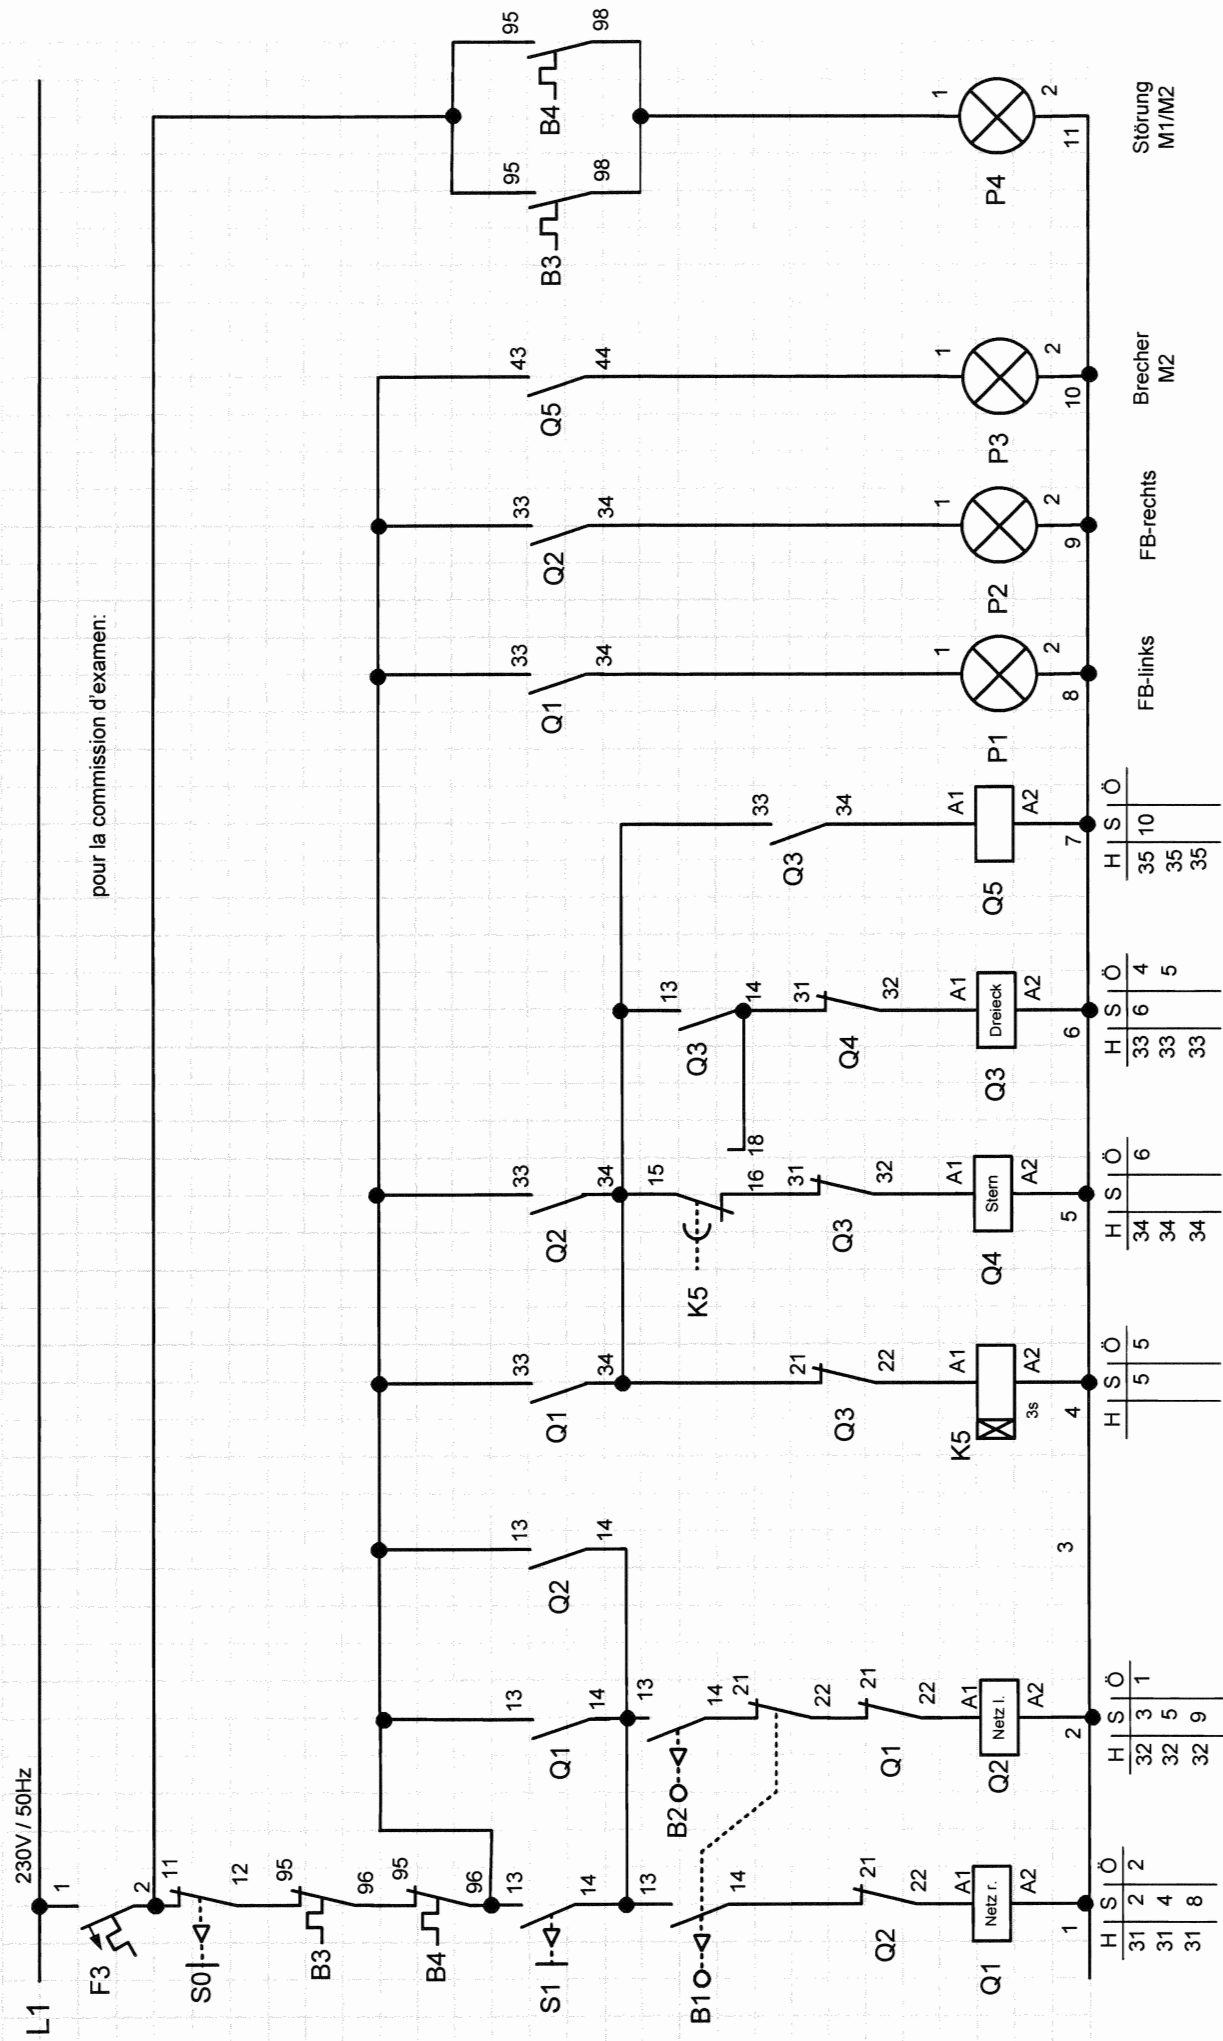 L1
230V / 50Hz
pour la commission d'examen:
F3
1
2
S0
11
12
B3
95
96
B4
95
96
S1
13
14
B1
13
14
Q2
21
22
Q1
Netz r.
A1
A2
1
Q1
13
14
B2
13
14
21
22
Q1
21
22
Q2
Netz l.
A1
A2
2
Q2
13
14
3
Q1
33
34
Q3
21
22
K5
3s
A1
A2
4
Q2
33
34
K5
15
16
18
Q3
31
32
Q4
Stern
A1
A2
5
Q3
13
14
Q4
31
32
Q3
Dreieck
A1
A2
6
Q3
33
34
Q5
A1
A2
7
Q1
33
34
P1
1
2
8
Q2
33
34
P2
1
2
9
Q5
43
44
P3
1
2
10
B3
95
98
B4
95
98
P4
1
2
11
H S Ö
31 2 2
31 4
31 8
H S Ö
32 3 1
32 5
32 9
H S Ö
5 5
H S Ö
34 6
34
34
H S Ö
33 6 4
33 5
33
H S Ö
35 10
35
35
FB-links
FB-rechts
Brecher
M2
Störung
M1/M2